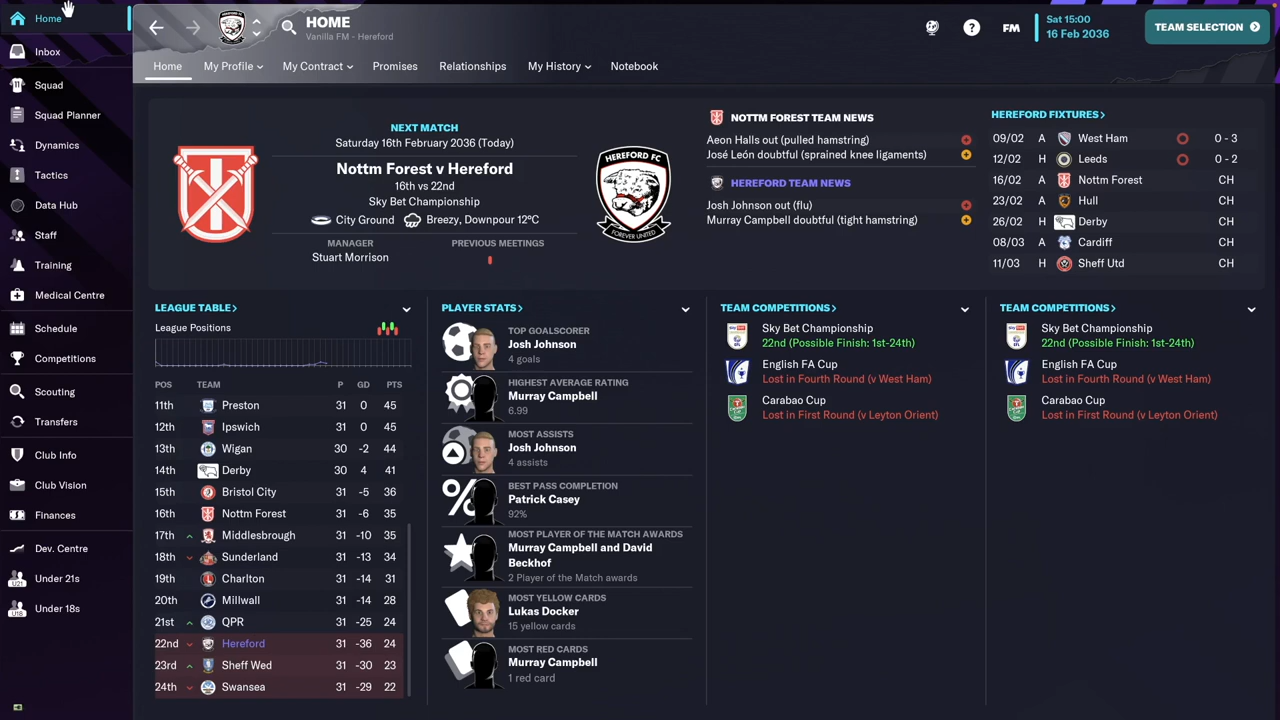 Home
Inbox
Squad
Squad Planner
Dynamics
Tactics
Data Hub
Staff
Training
Medical Centre
Schedule
Competitions
Scouting
Transfers
Club Info
Club Vision
Finances
Dev. Centre
Under 21s
Under 18s
HOME
Vanilla FM - Hereford
FM
Sat 15:00
16 Feb 2036
TEAM SELECTION
Home
My Profile
My Contract
Promises
Relationships
My History
Notebook
NEXT MATCH
Saturday 16th February 2036 (Today)
Nottm Forest v Hereford
16th vs 22nd
Sky Bet Championship
City Ground
Breezy, Downpour 12°C
MANAGER
Stuart Morrison
PREVIOUS MEETINGS
HEREFORD FC
FOREVER UNITED
NOTTM FOREST TEAM NEWS
Aeon Halls out (pulled hamstring)
José León doubtful (sprained knee ligaments)
HEREFORD TEAM NEWS
Josh Johnson out (flu)
Murray Campbell doubtful (tight hamstring)
HEREFORD FIXTURES
09/02 A West Ham 0 - 3
12/02 H Leeds 0 - 2
16/02 A Nottm Forest CH
23/02 A Hull CH
26/02 H Derby CH
08/03 A Cardiff CH
11/03 H Sheff Utd CH
LEAGUE TABLE
League Positions
POS TEAM P GD PTS
11th Preston 31 0 45
12th Ipswich 31 0 45
13th Wigan 30 -2 44
14th Derby 30 4 41
15th Bristol City 31 -5 36
16th Nottm Forest 31 -6 35
17th Middlesbrough 31 -10 35
18th Sunderland 31 -13 34
19th Charlton 31 -14 31
20th Millwall 31 -14 28
21st QPR 31 -25 24
22nd Hereford 31 -36 24
23rd Sheff Wed 31 -30 23
24th Swansea 31 -29 22
PLAYER STATS
TOP GOALSCORER
Josh Johnson
4 goals
HIGHEST AVERAGE RATING
Murray Campbell
6.99
MOST ASSISTS
Josh Johnson
4 assists
BEST PASS COMPLETION
Patrick Casey
92%
MOST PLAYER OF THE MATCH AWARDS
Murray Campbell and David
Beckhof
2 Player of the Match awards
MOST YELLOW CARDS
Lukas Docker
15 yellow cards
MOST RED CARDS
Murray Campbell
1 red card
TEAM COMPETITIONS
Sky Bet Championship
22nd (Possible Finish: 1st-24th)
English FA Cup
Lost in Fourth Round (v West Ham)
Carabao Cup
Lost in First Round (v Leyton Orient)
TEAM COMPETITIONS
Sky Bet Championship
22nd (Possible Finish: 1st-24th)
English FA Cup
Lost in Fourth Round (v West Ham)
Carabao Cup
Lost in First Round (v Leyton Orient)